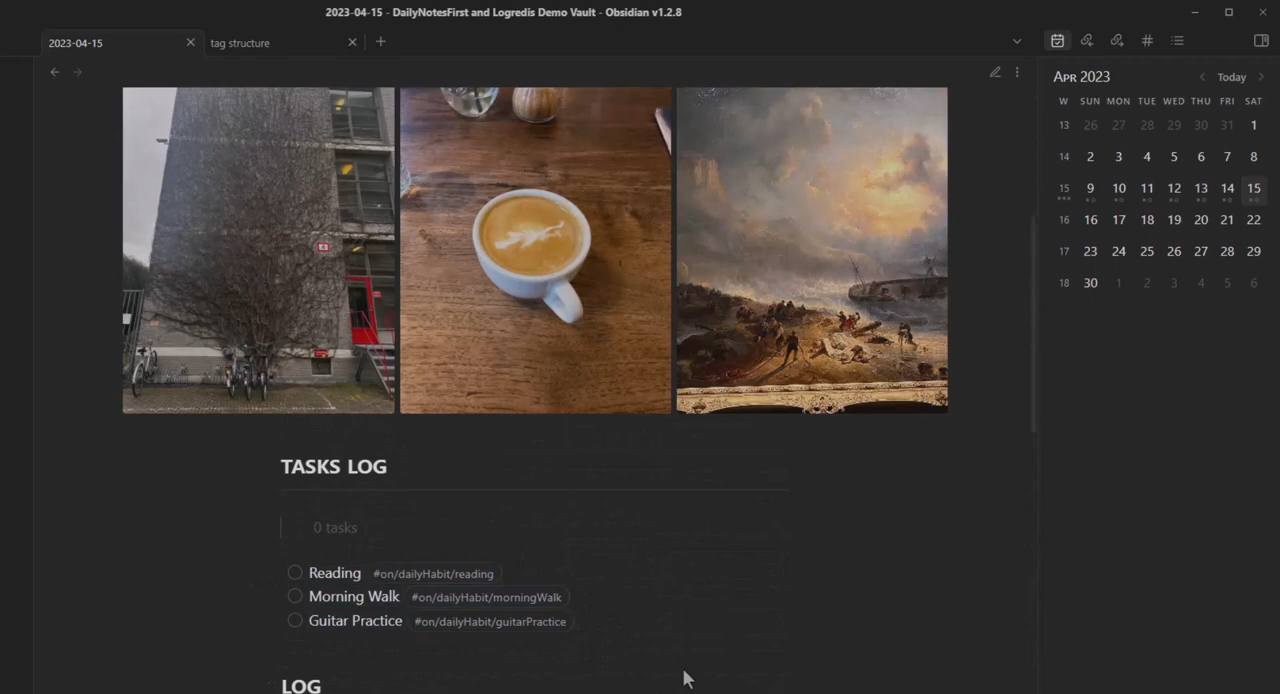 2023-04-15 - DailyNotesFirst and Logredis Demo Vault - Obsidian v1.2.8
2023-04-15
tag structure
APR 2023
Today
W SUN MON TUE WED THU FRI SAT
13 26 27 28 29 30 31 1
14 2 3 4 5 6 7 8
15 9 10 11 12 13 14 15
16 16 17 18 19 20 21 22
17 23 24 25 26 27 28 29
18 30 1 2 3 4 5 6
TASKS LOG
0 tasks
Reading #on/dailyHabit/reading
Morning Walk #on/dailyHabit/morningWalk
Guitar Practice #on/dailyHabit/guitarPractice
LOG